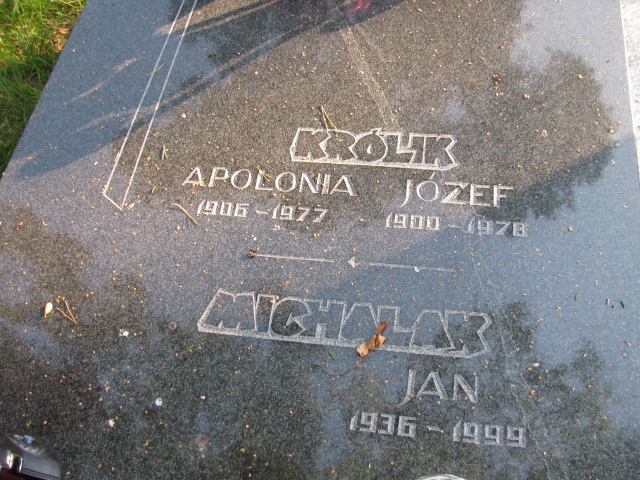 KRÓLIK
APOLONIA JÓZEF
1906-1977 1900-1978
MICHALAK
JAN
1936-1999